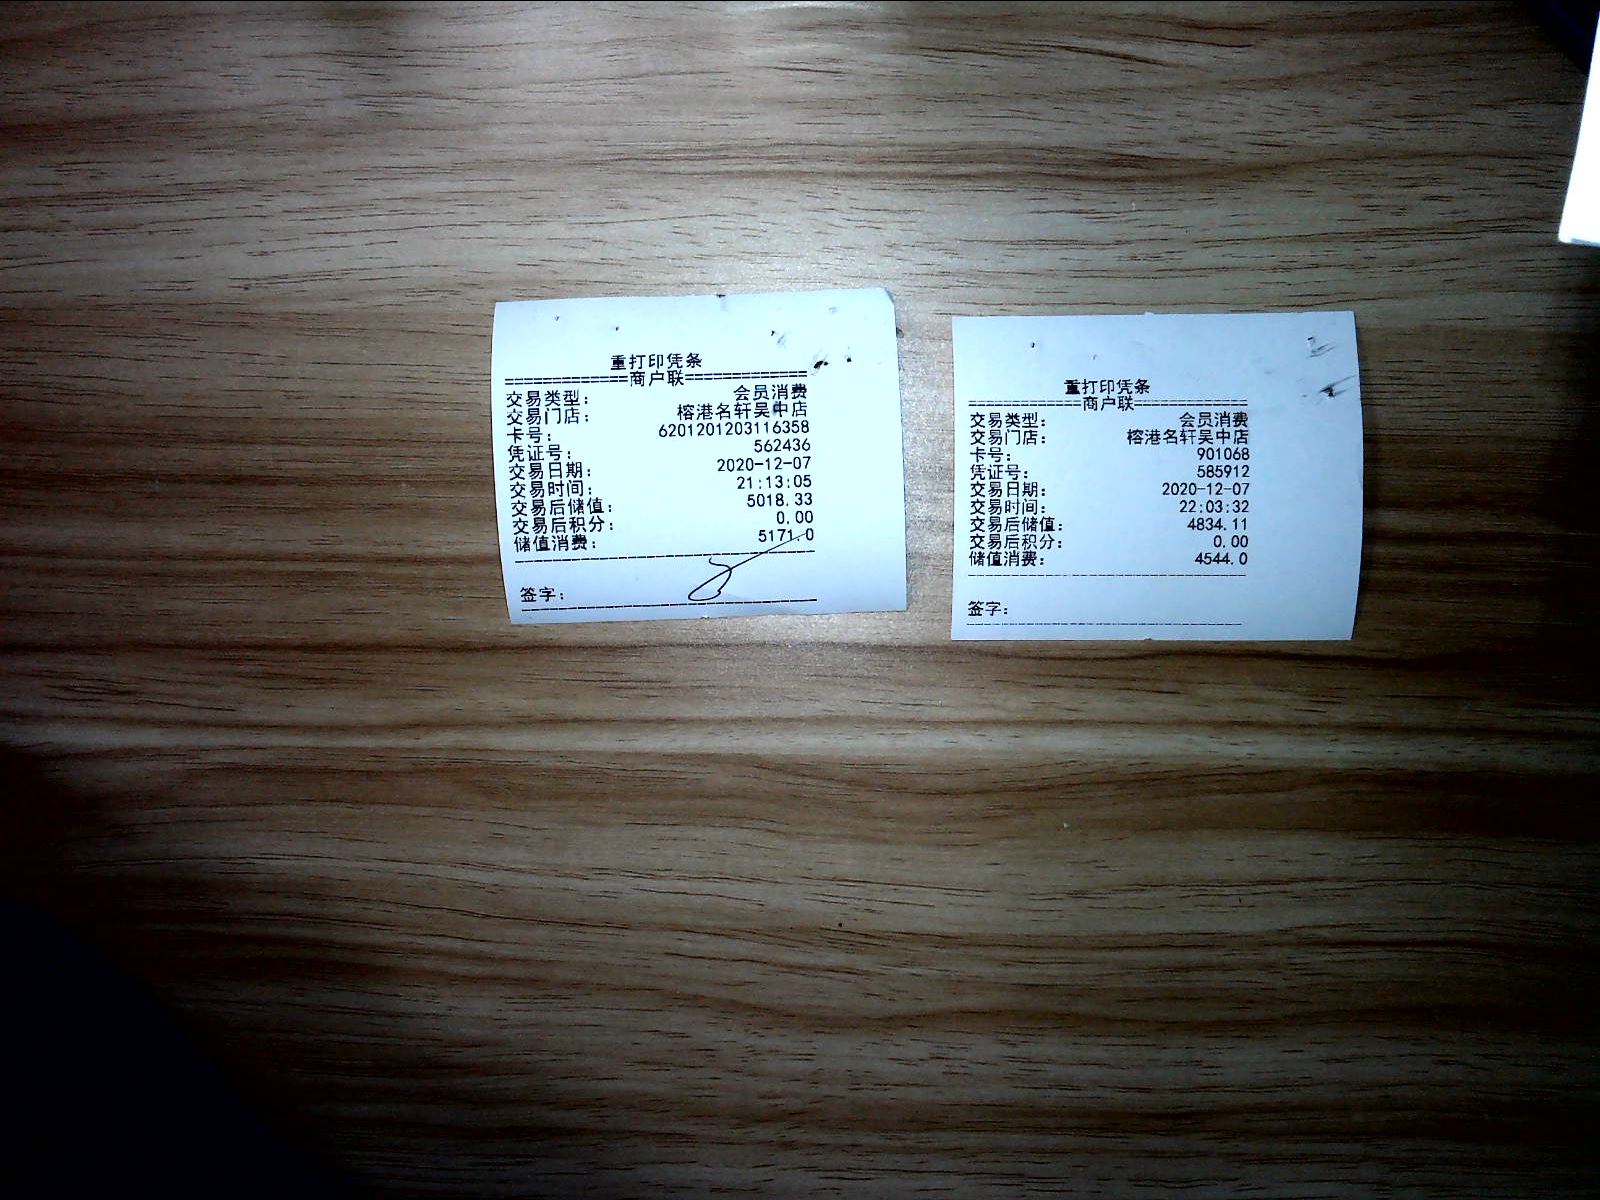 重打印凭条
=============商户联=============
交易类型: 会员消费
交易门店: 榕港名轩吴中店
卡号: 6201201203116358
凭证号: 562436
交易日期: 2020-12-07
交易时间: 21:13:05
交易后储值: 5018.33
交易后积分: 0.00
储值消费: 5171.0
签字:
重打印凭条
=============商户联=============
交易类型: 会员消费
交易门店: 榕港名轩吴中店
卡号: 901068
凭证号: 585912
交易日期: 2020-12-07
交易时间: 22:03:32
交易后储值: 4834.11
交易后积分: 0.00
储值消费: 4544.0
签字: